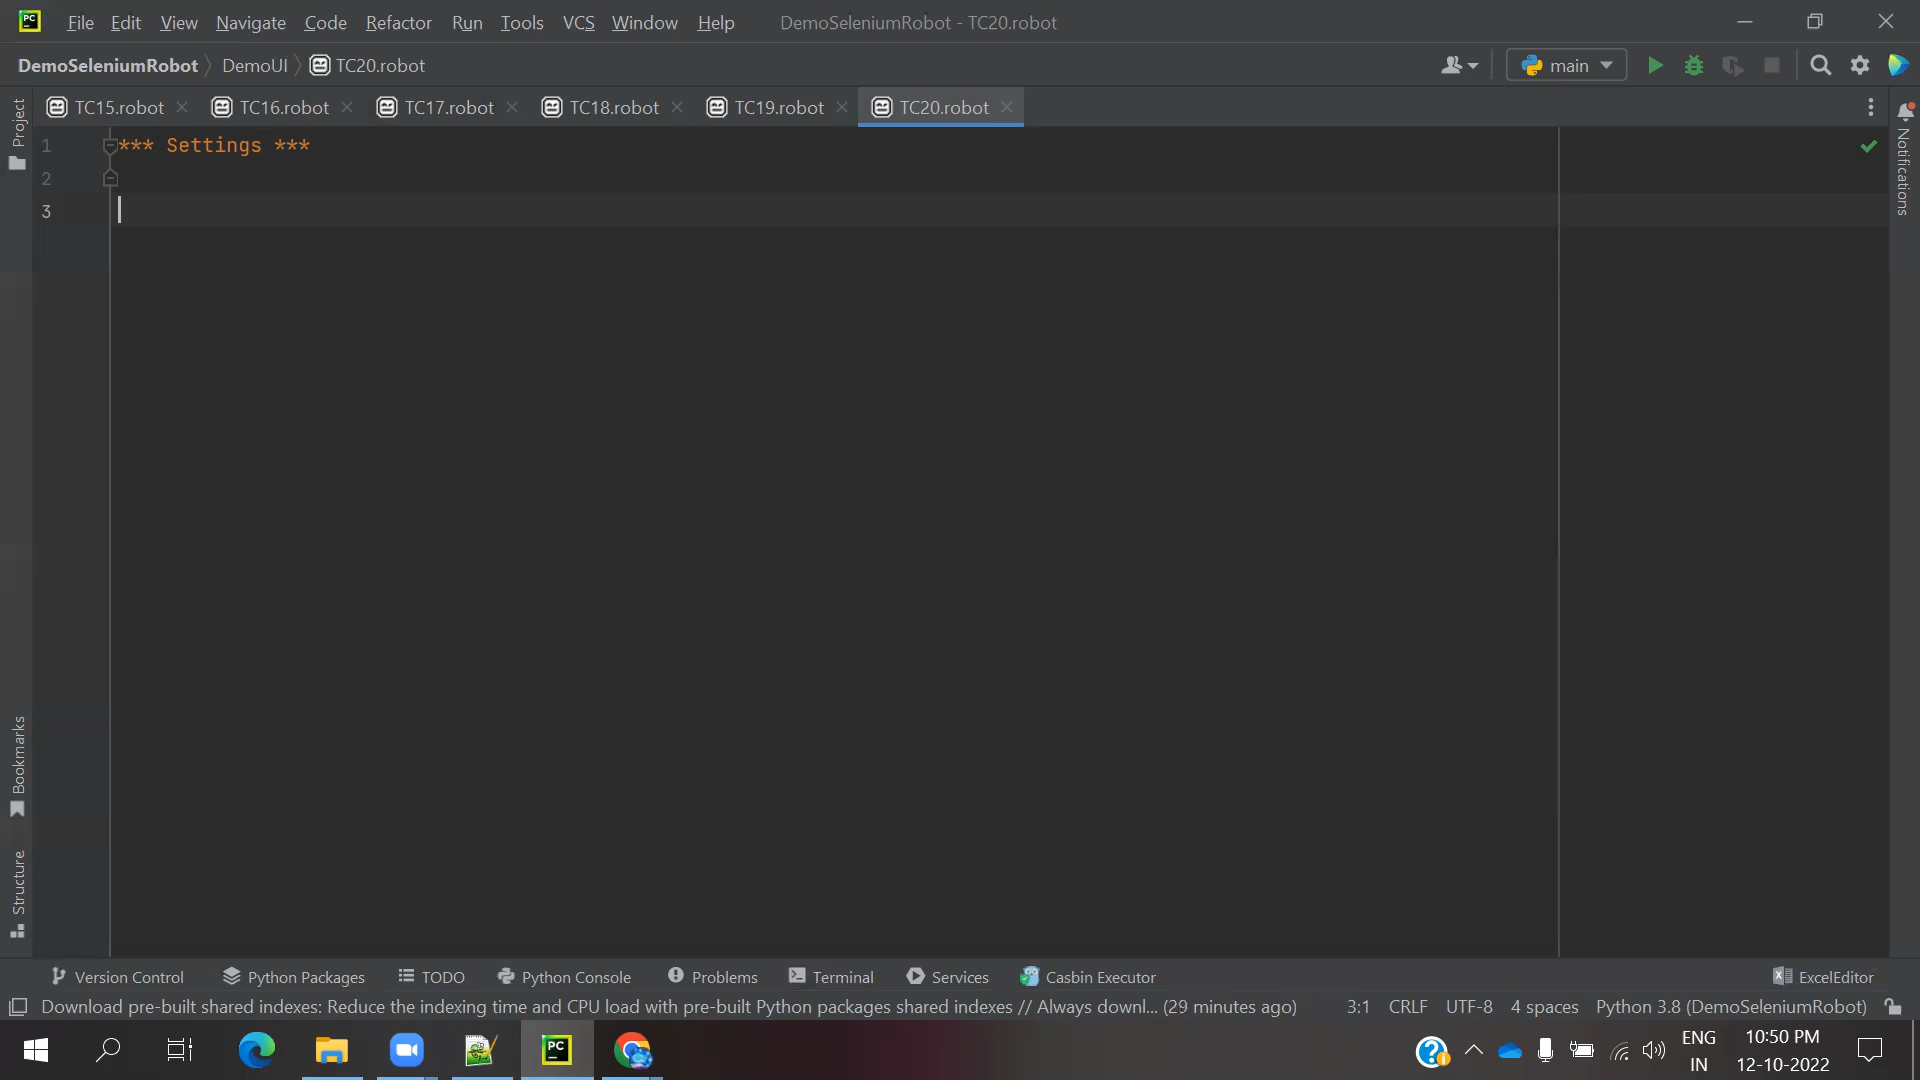 PC File Edit View Navigate Code Refactor Run Tools VCS Window Help DemoSeleniumRobot - TC20.robot
DemoSeleniumRobot DemoUI TC20.robot main
TC15.robot TC16.robot TC17.robot TC18.robot TC19.robot TC20.robot
Project
Notifications
1 *** Settings ***
2
3
Bookmarks
Structure
Version Control Python Packages TODO Python Console Problems Terminal Services Casbin Executor ExcelEditor
Download pre-built shared indexes: Reduce the indexing time and CPU load with pre-built Python packages shared indexes // Always downl... (29 minutes ago) 3:1 CRLF UTF-8 4 spaces Python 3.8 (DemoSeleniumRobot)
PC
ENG 10:50 PM
IN 12-10-2022